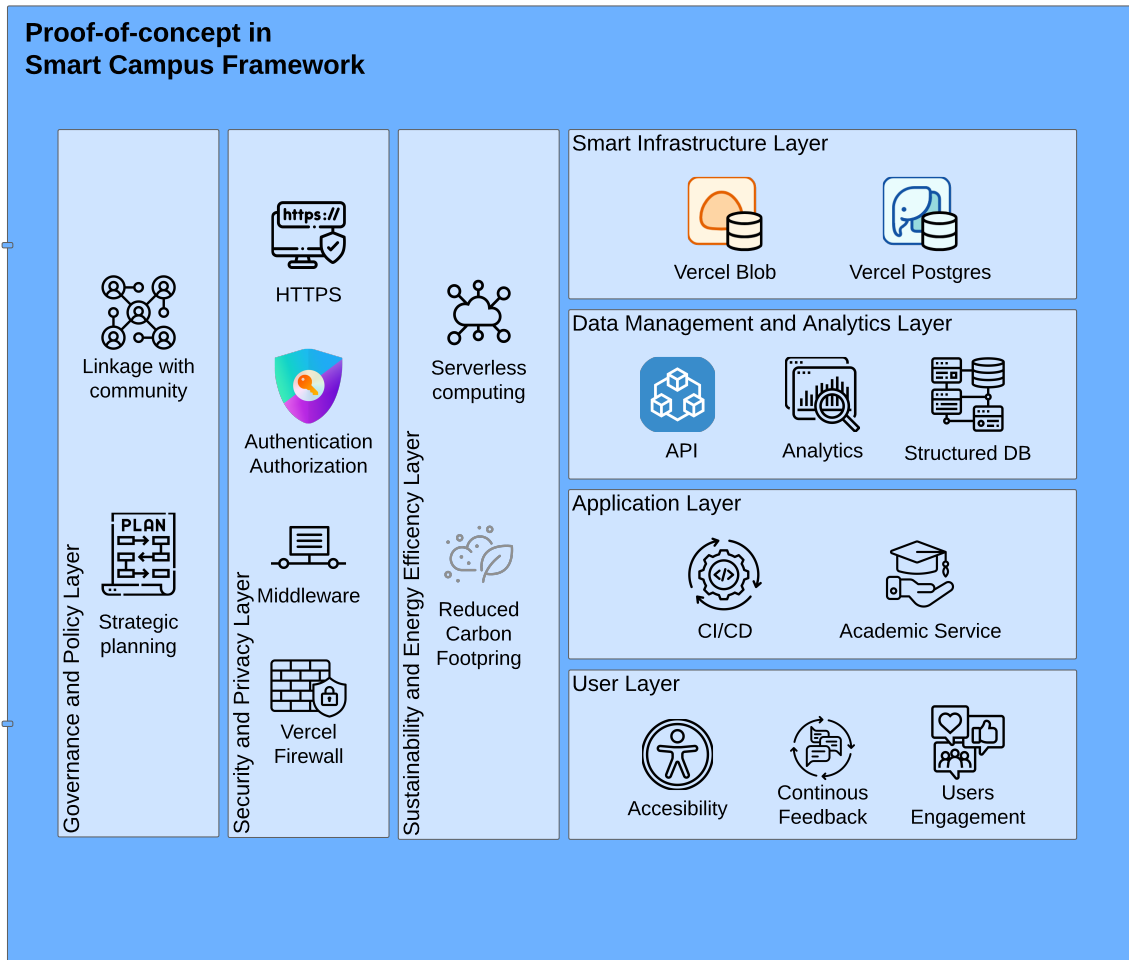 Proof-of-concept in
Smart Campus Framework
Governance and Policy Layer
Linkage with
community
PLAN
Strategic
planning
Security and Privacy Layer
https://
HTTPS
Authentication
Authorization
Middleware
Vercel
Firewall
Sustainability and Energy Efficency Layer
Serverless
computing
Reduced
Carbon
Footpring
Smart Infrastructure Layer
Vercel Blob
Vercel Postgres
Data Management and Analytics Layer
API
Analytics
Structured DB
Application Layer
</>
CI/CD
Academic Service
User Layer
Accesibility
Continous
Feedback
Users
Engagement